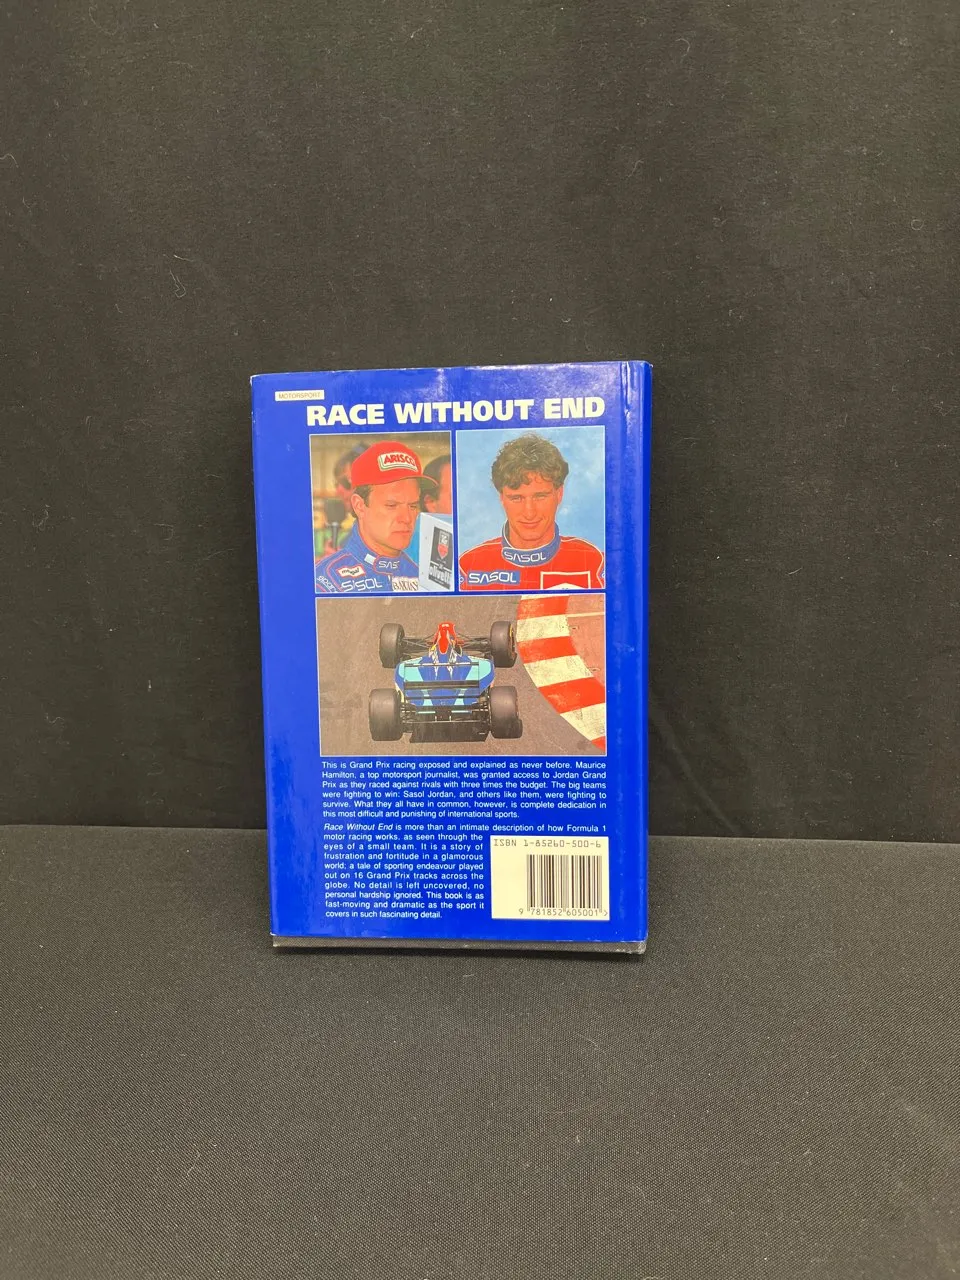 MOTORSPORT
RACE WITHOUT END
ARISCO
SASOL
SASOL
SASOL
This is Grand Prix racing exposed and explained as never before. Maurice
Hamilton, a top motorsport journalist, was granted access to Jordan Grand
Prix as they raced against rivals with three times the budget. The big teams
were fighting to win: Sasol Jordan, and others like them, were fighting to
survive. What they all have in common, however, is complete dedication in
this most difficult and punishing of international sports.
Race Without End is more than an intimate description of how Formula 1
motor racing works, as seen through the
eyes of a small team. It is a story of
frustration and fortitude in a glamorous
world; a tale of sporting endeavour played
out on 16 Grand Prix tracks across the
globe. No detail is left uncovered, no
personal hardship ignored. This book is as
fast-moving and dramatic as the sport it
covers in such fascinating detail.
ISBN 1-85260-500-6
9 781852 605001 >